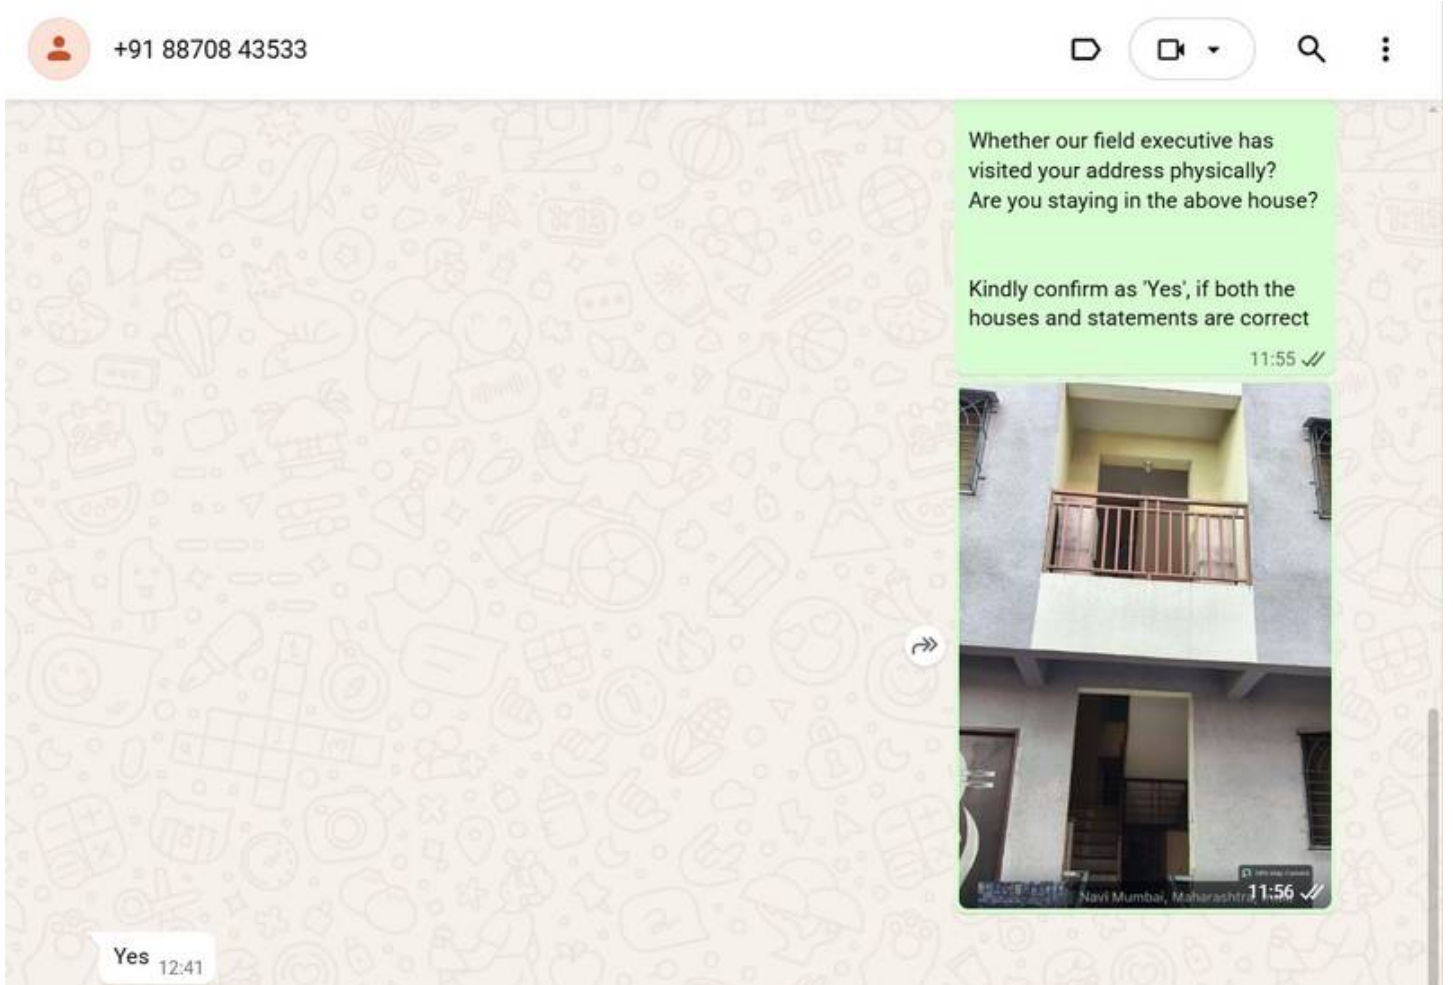 +91 88708 43533
Whether our field executive has
visited your address physically?
Are you staying in the above house?
Kindly confirm as 'Yes', if both the
houses and statements are correct
11:55
Navi Mumbai, Maharashtra,
11:56
Yes 12:41